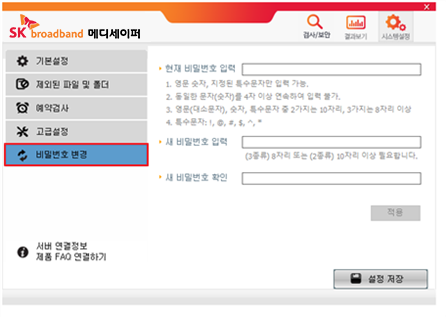 SK broadband 메디세이퍼
검사/보안
결과보기
시스템설정
기본설정
제외된 파일 및 폴더
예약검사
고급설정
비밀번호 변경
현재 비밀번호 입력
1. 영문 숫자, 지정된 특수문자만 입력 가능.
2. 동일한 문자(숫자)를 4자 이상 연속하여 입력 불가.
3. 영문(대소문자), 숫자, 특수문자 중 2가지는 10자리, 3가지는 8자리 이상
4. 특수문자: !, @, #, $, ^, *
새 비밀번호 입력
(3종류) 8자리 또는 (2종류) 10자리 이상 필요합니다.
새 비밀번호 확인
적용
서버 연결정보
제품 FAQ 연결하기
설정 저장